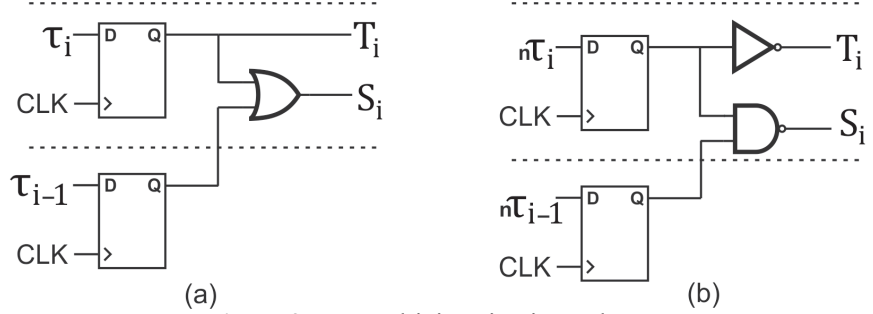 τi D Q Ti
CLK Si
τi−1 D Q
CLK
(a)
nτi D Q Ti
CLK Si
nτi−1 D Q
CLK
(b)